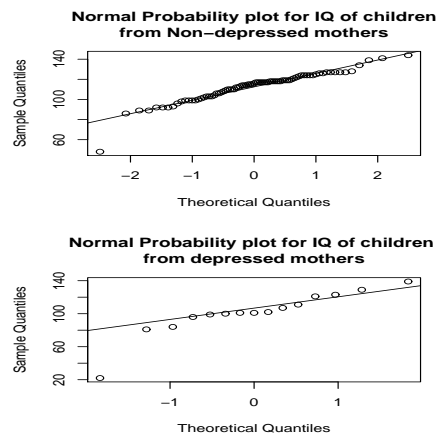 Normal Probability plot for IQ of children
from Non−depressed mothers
Sample Quantiles
140
100
60
−2 −1 0 1 2
Theoretical Quantiles
Normal Probability plot for IQ of children
from depressed mothers
Sample Quantiles
140
100
60
20
−1 0 1
Theoretical Quantiles